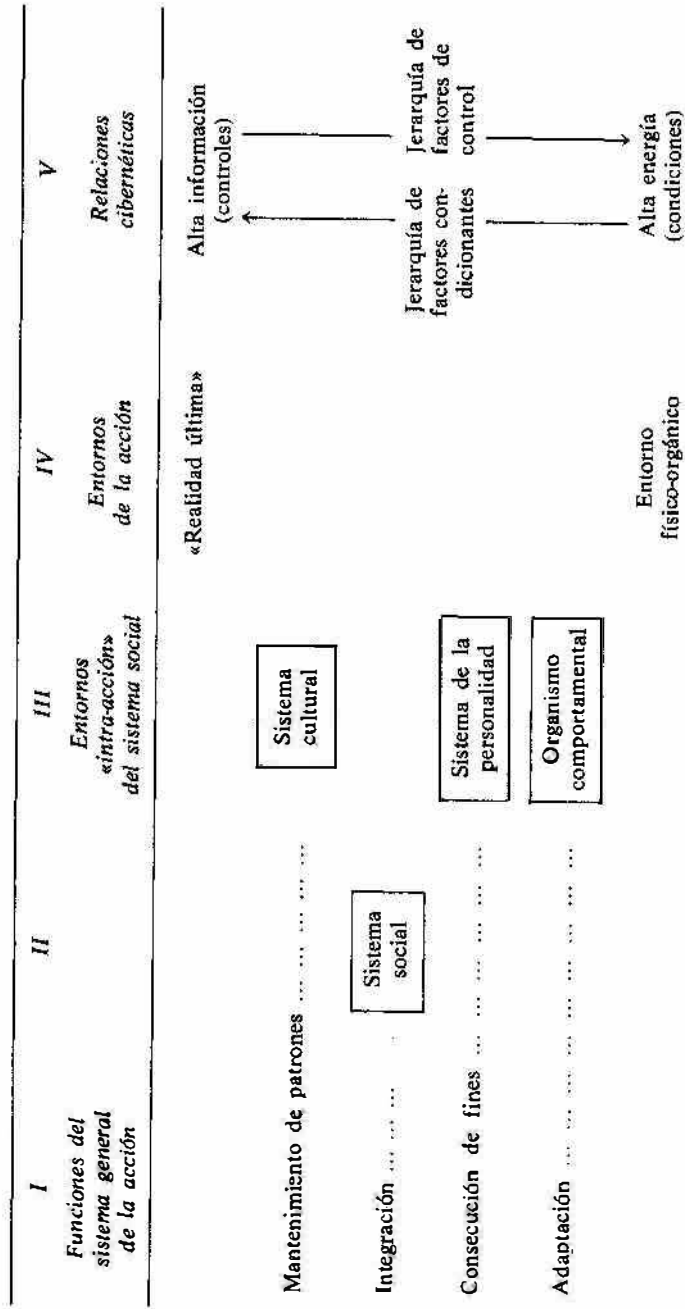 I
Funciones del
sistema general
de la acción
II
III
Entornos
«intra-acción»
del sistema social
IV
Entornos
de la acción
V
Relaciones
cibernéticas
«Realidad última»
Alta información
(controles)
Mantenimiento de patrones ... ... ... ... ... ...
Sistema
cultural
Integración ... ... ...
Sistema
social
Jerarquía de
factores con-
dicionantes
Jerarquía de
factores de
control
Consecución de fines ... ... ... ... ... ... ...
Sistema de la
personalidad
Adaptación ... ... ... ... ... ... ... ... ... ...
Organismo
comportamental
Entorno
físico-orgánico
Alta energía
(condiciones)